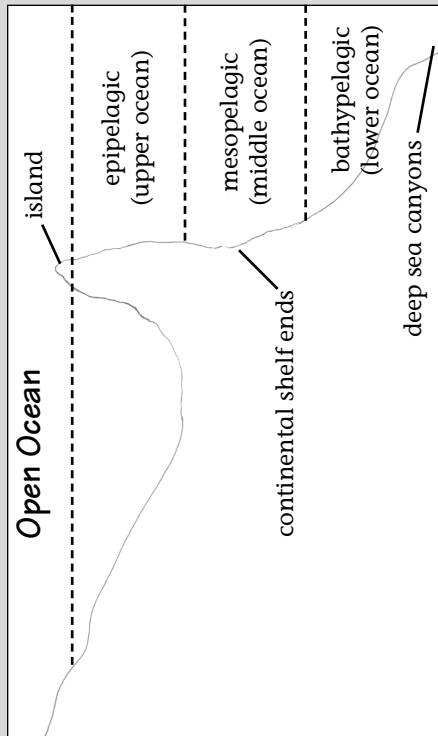 Open Ocean
island
epipelagic
(upper ocean)
mesopelagic
(middle ocean)
continental shelf ends
bathypelagic
(lower ocean)
deep sea canyons